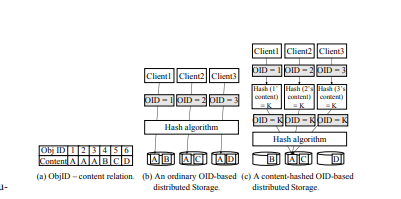 Client1 Client2 Client3
OID = 1 OID = 2 OID = 3
Hash (1' content) = K Hash (2's content) = K Hash (3's content) = K
OID = K OID = K OID = K
Hash algorithm
B A C D
Client1 Client2 Client3
OID = 1 OID = 2 OID = 3
Hash algorithm
A B A C A D
Obj ID 1 2 3 4 5 6
Content A A A B C D
(a) ObjID – content relation. (b) An ordinary OID-based (c) A content-hashed OID-based
distributed Storage. distributed Storage.
u-